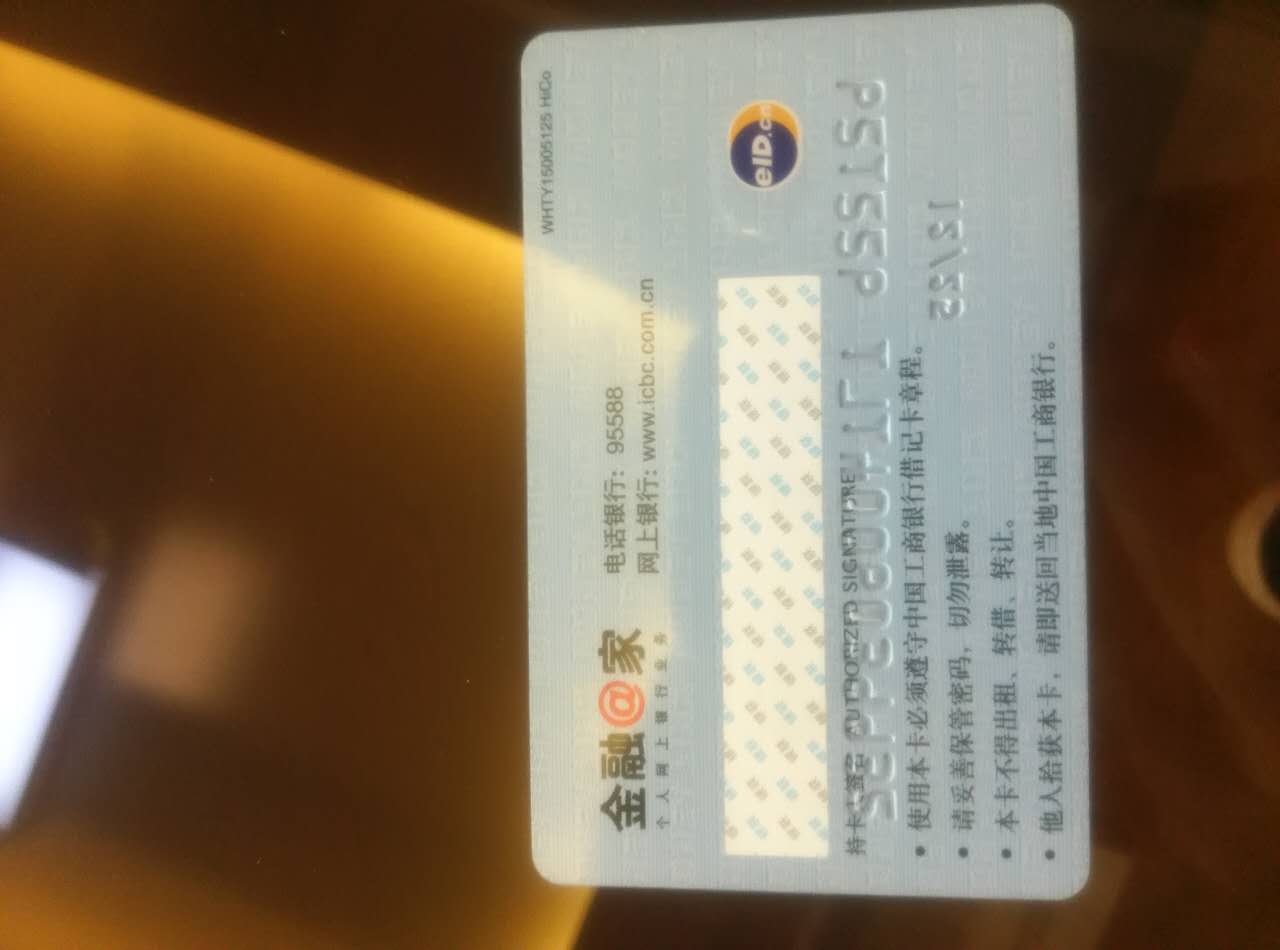 WHTY15005125 HiCo
金融@家
个人网上银行业务
电话银行：95588
网上银行：www.icbc.com.cn
eID.cn
持卡人签名 AUTHORIZED SIGNATURE
• 使用本卡必须遵守中国工商银行借记卡章程。
• 请妥善保管密码，切勿泄露。
• 本卡不得出租、转借、转让。
• 他人拾获本卡，请即送回当地中国工商银行。